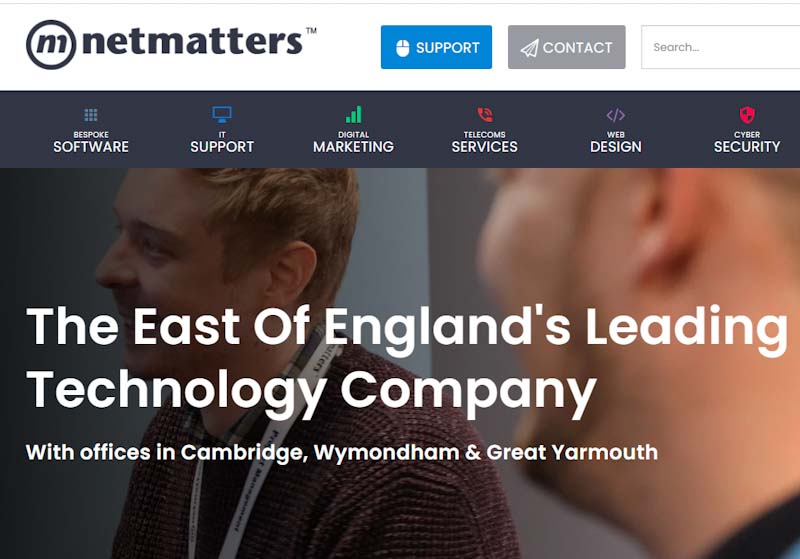 netmatters™
SUPPORT
CONTACT
Search...
BESPOKE
SOFTWARE
IT
SUPPORT
DIGITAL
MARKETING
TELECOMS
SERVICES
WEB
DESIGN
CYBER
SECURITY
The East Of England's Leading
Technology Company
With offices in Cambridge, Wymondham & Great Yarmouth